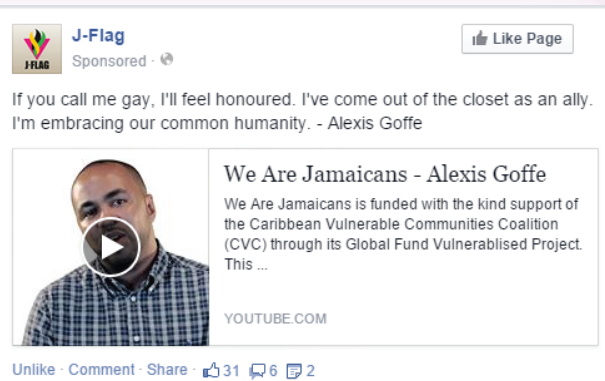 J-Flag
Like Page
J-FLAG
Sponsored ·
If you call me gay, I'll feel honoured. I've come out of the closet as an ally.
I'm embracing our common humanity. - Alexis Goffe
We Are Jamaicans - Alexis Goffe
We Are Jamaicans is funded with the kind support of
the Caribbean Vulnerable Communities Coalition
(CVC) through its Global Fund Vulnerablised Project.
This ...
YOUTUBE.COM
Unlike · Comment · Share · 31 6 2